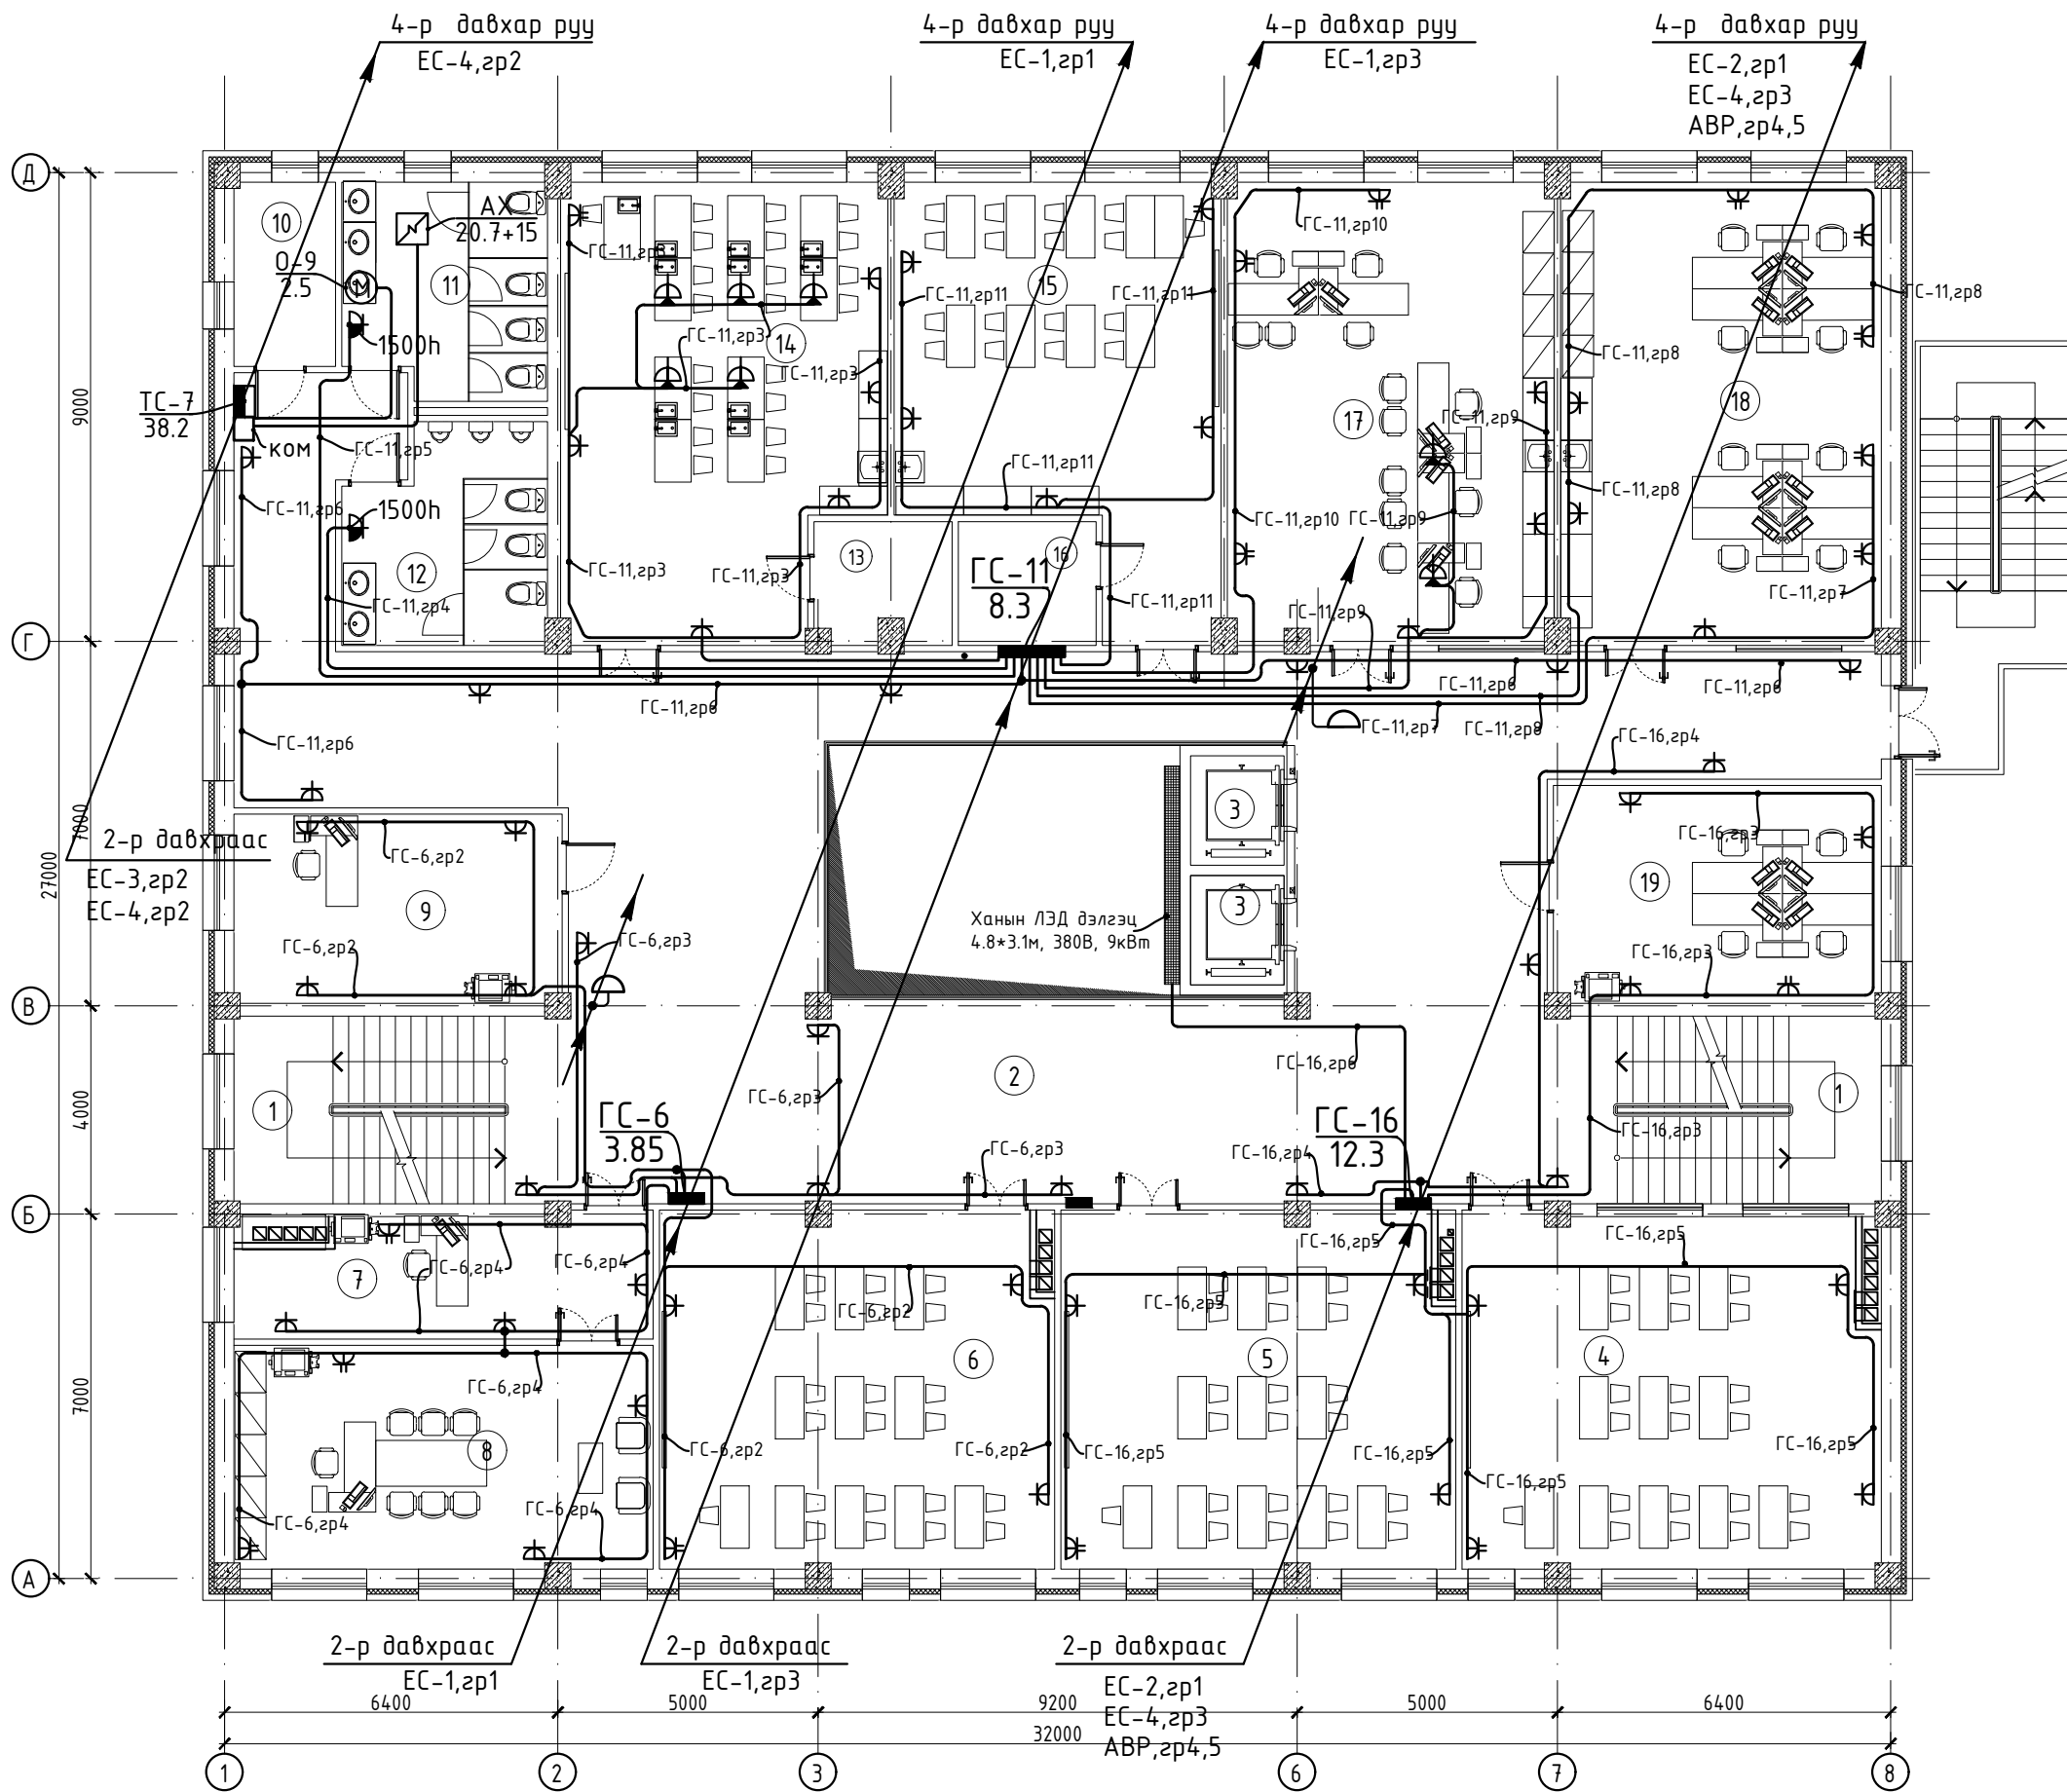 4-р давхар руу
ЕС-4,гр2
4-р давхар руу
ЕС-1,гр1
4-р давхар руу
ЕС-1,гр3
4-р давхар руу
ЕС-2,гр1
ЕС-4,гр3
АВР,гр4,5
Д
10
АХ
20.7+15
О-9
2.5
М
11
1500h
ГС-11,гр3
14
ГС-11,гр3
ГС-11,гр11
15
ГС-11,гр11
ГС-11,гр10
ГС-11,гр8
ГС-11,гр8
18
17
ТС-7
38.2
ком
ГС-11,гр5
ГС-11,гр9
ГС-11,гр11
ГС-11,гр8
ГС-11,гр6
1500h
ГС-11,гр10
ГС-11,гр9
9000
12
ГС-11,гр4
ГС-11,гр3
ГС-11,гр3
13
16
ГС-11
8.3
ГС-11,гр11
ГС-11,гр9
ГС-11,гр7
Г
ГС-11,гр6
ГС-11,гр6
ГС-11,гр6
ГС-11,гр7
ГС-11,гр8
ГС-11,гр6
ГС-16,гр4
7000
27000
2-р давхраас
ЕС-3,гр2
ЕС-4,гр2
ГС-6,гр2
9
ГС-6,гр2
ГС-6,гр3
3
3
Ханын ЛЭД дэлгэц
4.8*3.1м, 380В, 9кВт
ГС-16,гр3
19
ГС-16,гр3
В
4000
1
2
ГС-6,гр3
ГС-16,гр6
1
ГС-6
3.85
ГС-16
12.3
ГС-16,гр3
ГС-6,гр3
ГС-16,гр4
Б
7
ГС-6,гр4
ГС-6,гр4
ГС-16,гр5
ГС-16,гр5
ГС-6,гр2
ГС-16,гр5
6
5
4
7000
ГС-6,гр4
8
ГС-6,гр2
ГС-6,гр2
ГС-16,гр5
ГС-16,гр5
ГС-16,гр5
ГС-16,гр5
ГС-6,гр4
ГС-6,гр4
А
2-р давхраас
ЕС-1,гр1
2-р давхраас
ЕС-1,гр3
2-р давхраас
ЕС-2,гр1
ЕС-4,гр3
АВР,гр4,5
6400
5000
9200
5000
6400
32000
1
2
3
6
7
8